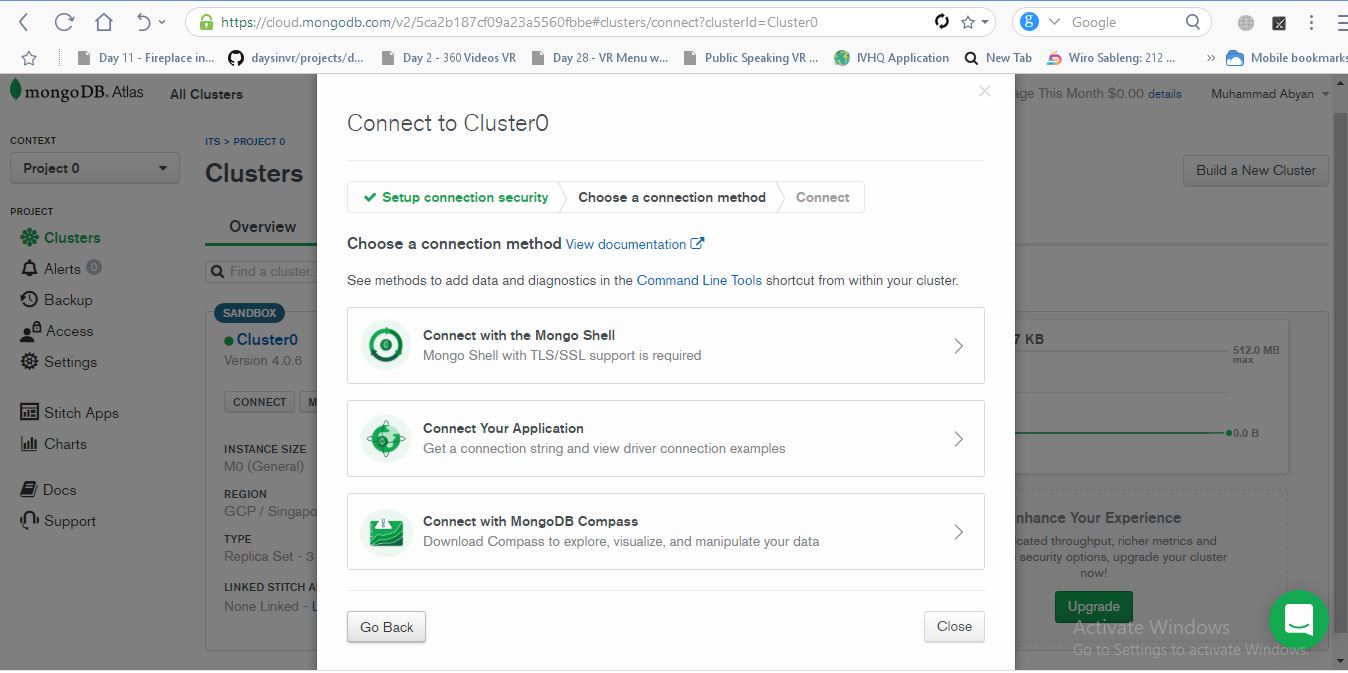 https://cloud.mongodb.com/v2/5ca2b187cf09a23a5560fbbe#clusters/connect?clusterId=Cluster0
Google
Day 11 - Fireplace in...
daysinvr/projects/d...
Day 2 - 360 Videos VR
Day 28 - VR Menu w...
Public Speaking VR ...
IVHQ Application
New Tab
Wiro Sableng: 212 ...
»
Mobile bookmarks
mongoDB. Atlas
All Clusters
age This Month:$0.00 details
Muhammad Abyan
CONTEXT
Project 0
PROJECT
Clusters
Alerts 0
Backup
Access
Settings
Stitch Apps
Charts
Docs
Support
ITS > PROJECT 0
Clusters
Build a New Cluster
Overview
Find a cluster...
SANDBOX
Cluster0
Version 4.0.6
CONNECT
M
INSTANCE SIZE
M0 (General)
REGION
GCP / Singapo
TYPE
Replica Set - 3
LINKED STITCH A
None Linked - L
Connect to Cluster0
Setup connection security
Choose a connection method
Connect
Choose a connection method View documentation
See methods to add data and diagnostics in the Command Line Tools shortcut from within your cluster.
Connect with the Mongo Shell
Mongo Shell with TLS/SSL support is required
Connect Your Application
Get a connection string and view driver connection examples
Connect with MongoDB Compass
Download Compass to explore, visualize, and manipulate your data
Go Back
Close
7 KB
512.0 MB
max
0.0 B
nhance Your Experience
cated throughput, richer metrics and
security options, upgrade your cluster
now!
Upgrade
Activate Windows
Go to Settings to activate Windows.